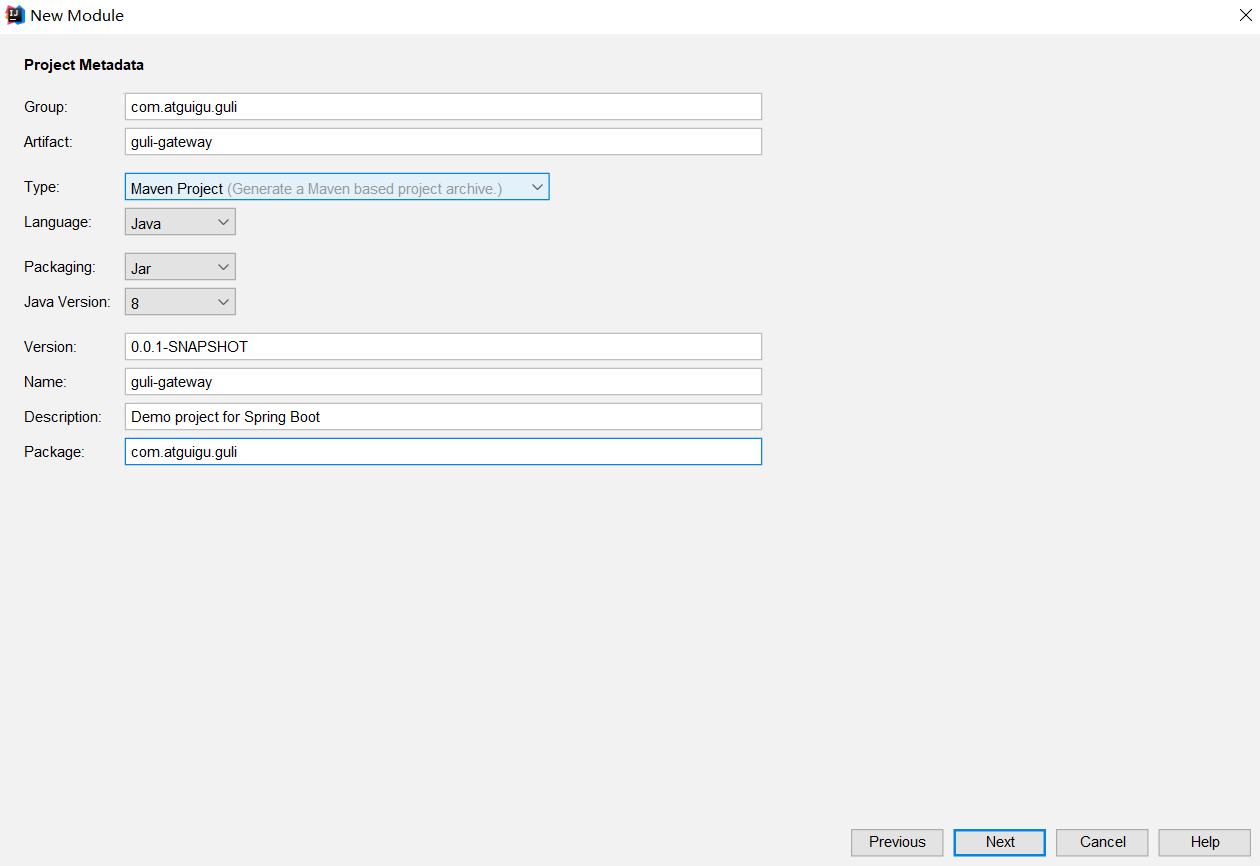 New Module
Project Metadata
Group: com.atguigu.guli
Artifact: guli-gateway
Type: Maven Project (Generate a Maven based project archive.)
Language: Java
Packaging: Jar
Java Version: 8
Version: 0.0.1-SNAPSHOT
Name: guli-gateway
Description: Demo project for Spring Boot
Package: com.atguigu.guli
Previous Next Cancel Help